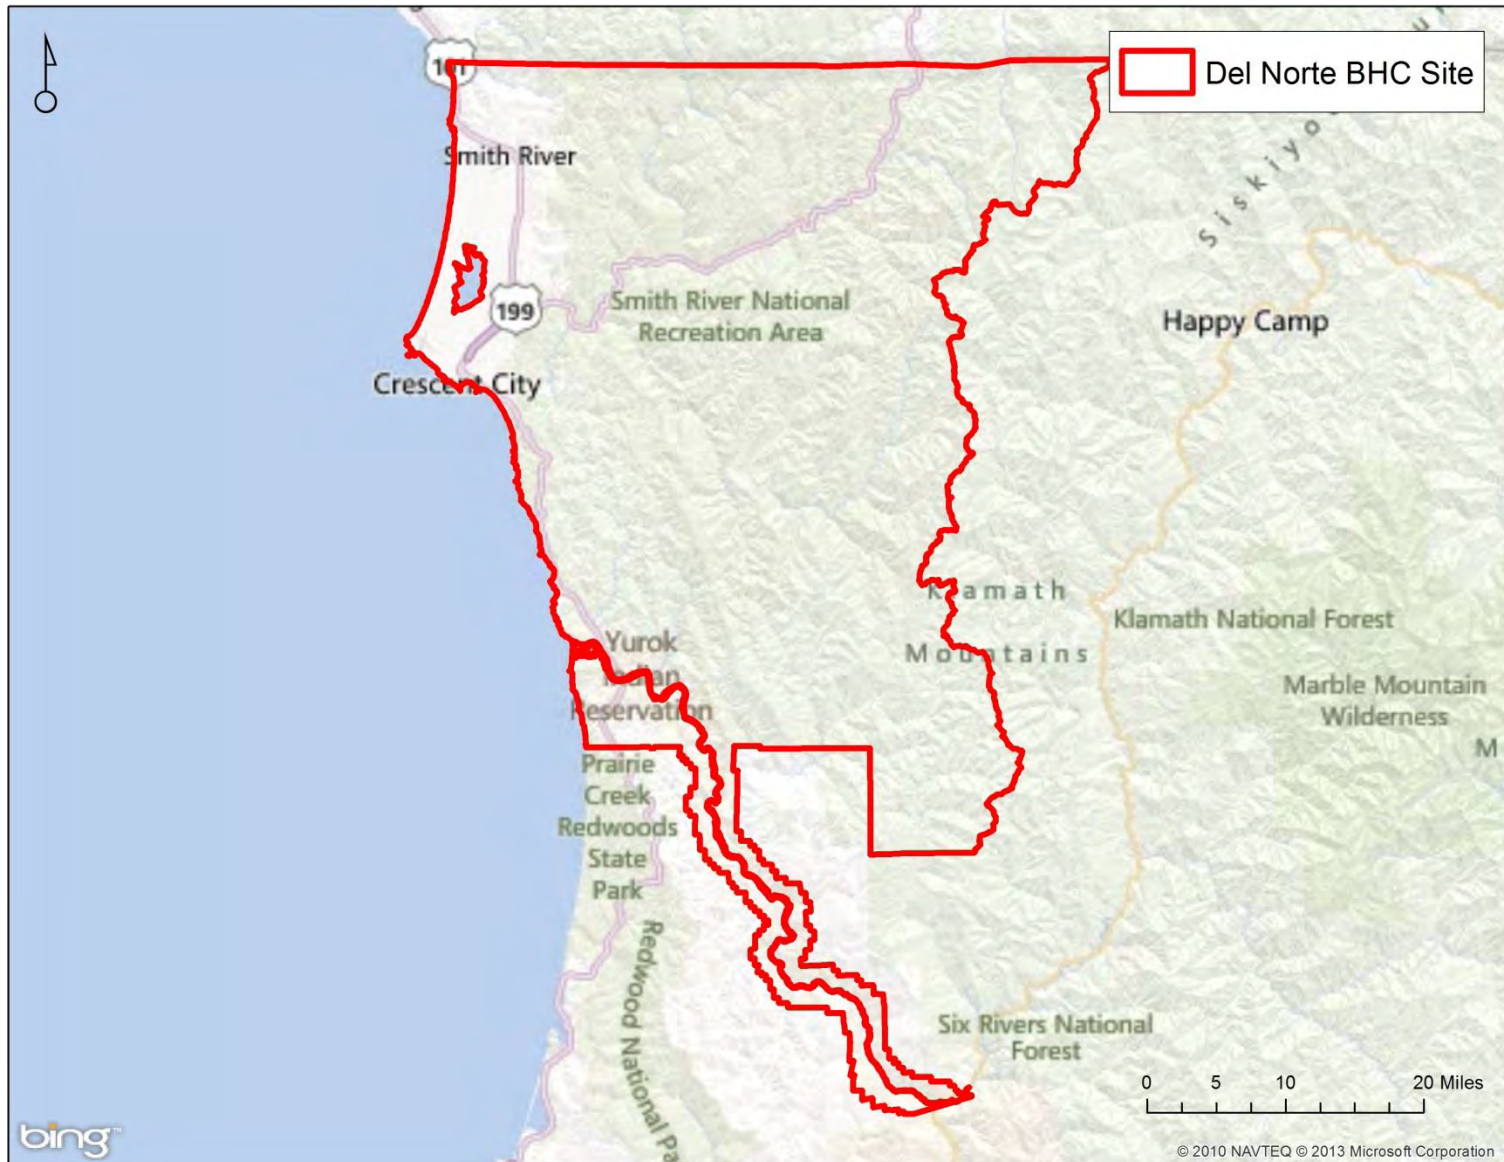 101
Del Norte BHC Site
Smith River
Siskiyou
199
Smith River National
Recreation Area
Happy Camp
Crescent City
Klamath
Mountains
Klamath National Forest
Yurok
Indian
Reservation
Marble Mountain
Wilderness
M
Prairie
Creek
Redwoods
State
Park
Redwood National Pa
Six Rivers National
Forest
0 5 10 20 Miles
bing™
© 2010 NAVTEQ © 2013 Microsoft Corporation